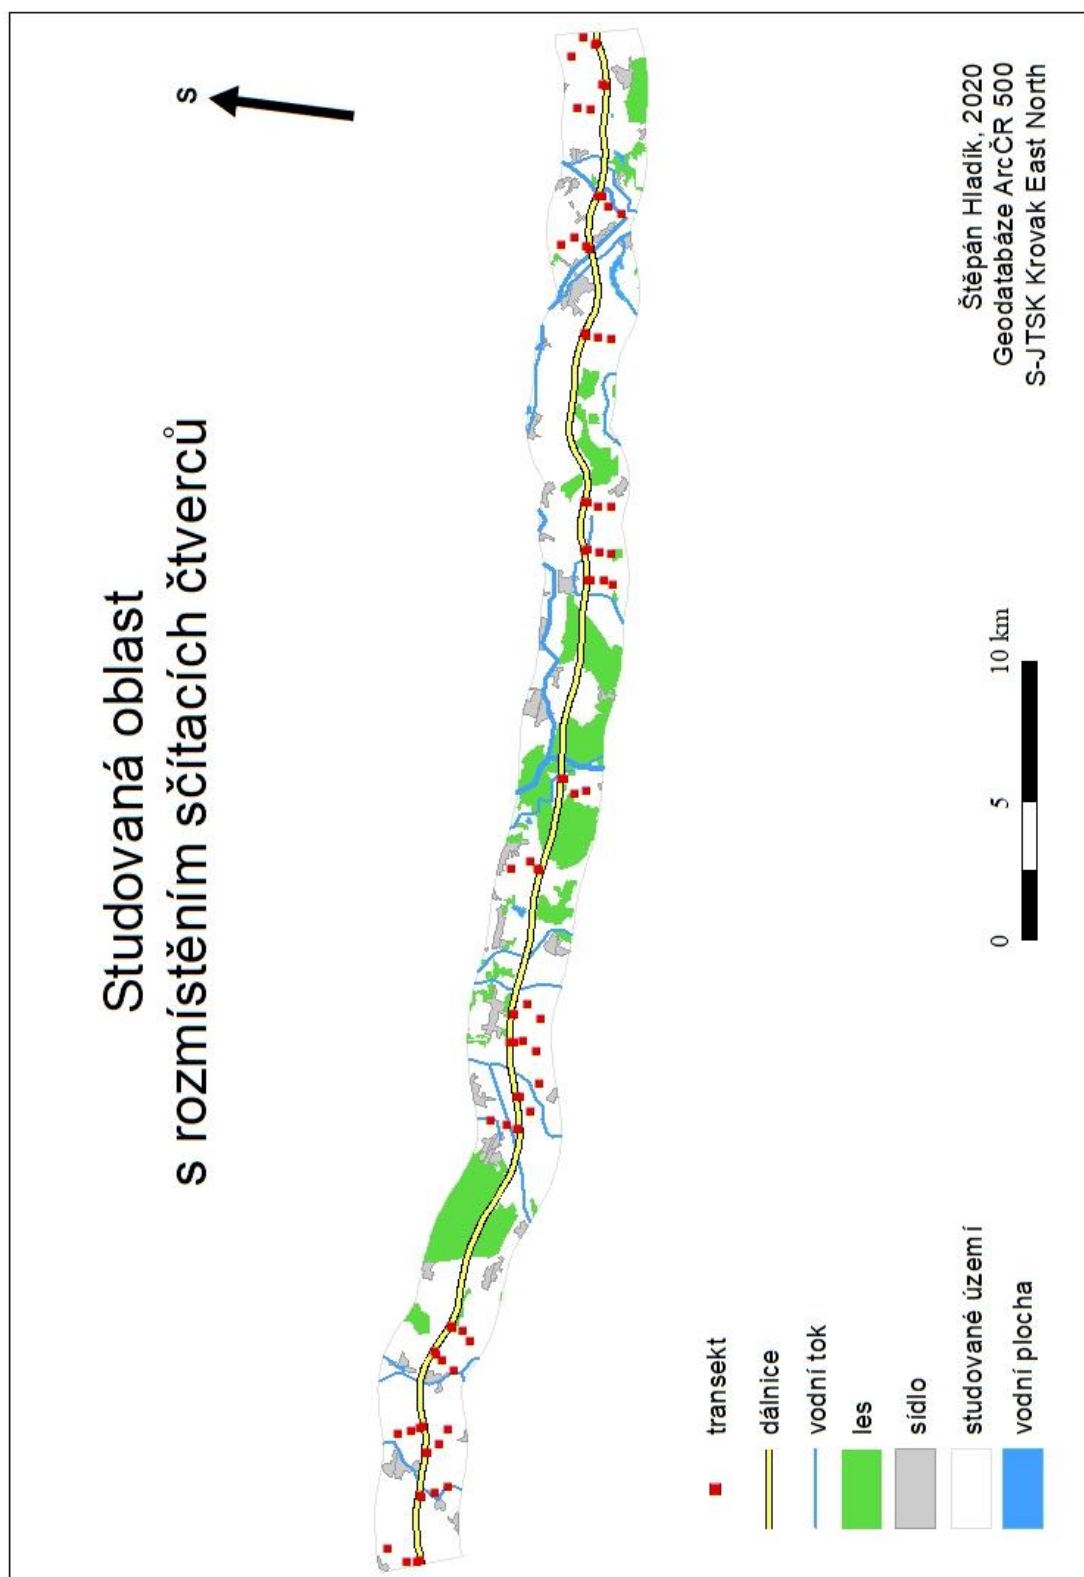 Studovaná oblast
s rozmístěním sčítacích čtverců
S
transekt
dálnice
vodní tok
les
sídlo
studované území
vodní plocha
0 5 10 km
Štěpán Hladík, 2020
Geodatabáze ArcČR 500
S-JTSK Krovak East North